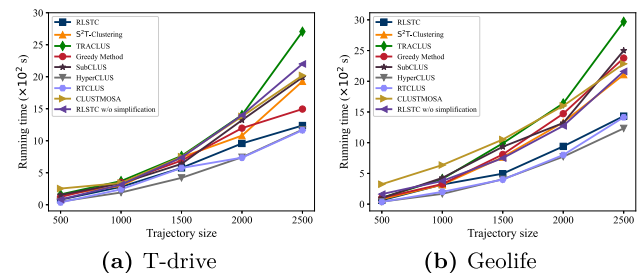 30
25
20
15
10
5
0
Running time (×10² s)
RLSTC
S²T-Clustering
TRACLUS
Greedy Method
SubCLUS
HyperCLUS
RTCLUS
CLUSTMOSA
RLSTC w/o simplification
500 1000 1500 2000 2500
Trajectory size
(a) T-drive
30
25
20
15
10
5
0
Running time (×10² s)
RLSTC
S²T-Clustering
TRACLUS
Greedy Method
SubCLUS
HyperCLUS
RTCLUS
CLUSTMOSA
RLSTC w/o simplification
500 1000 1500 2000 2500
Trajectory size
(b) Geolife